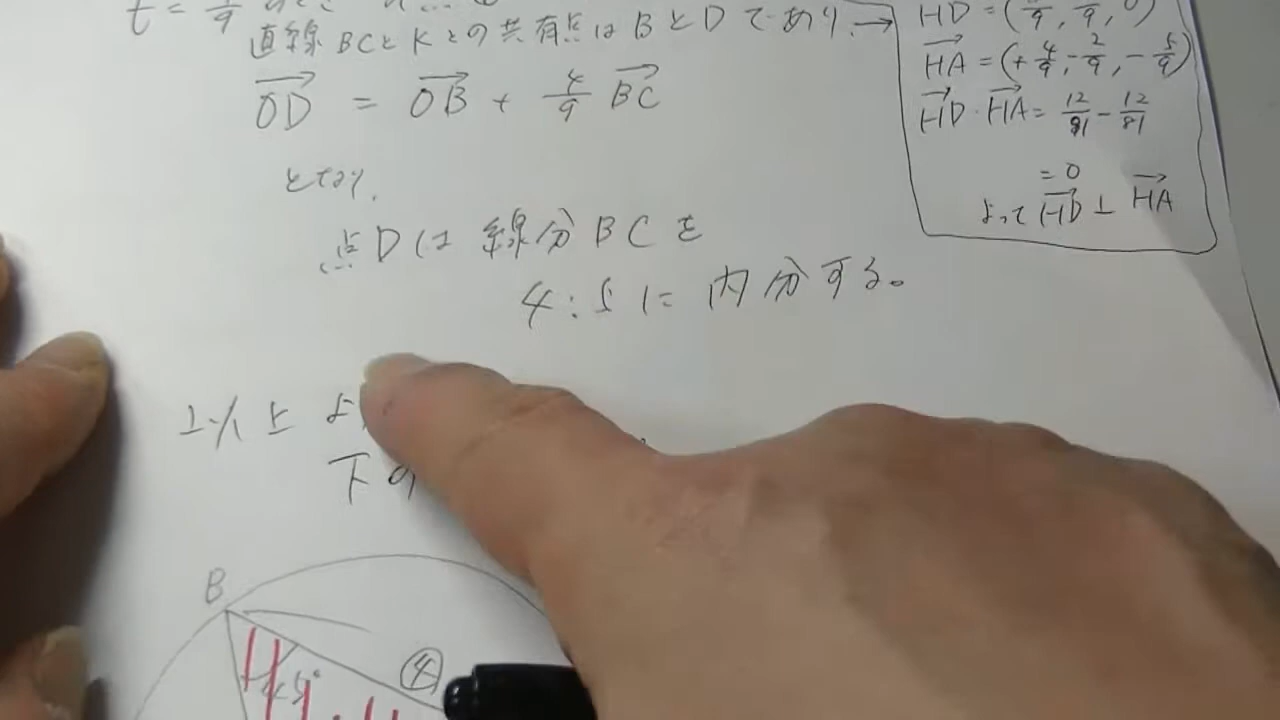 直線BCとKとの共有点はBとDであり、→
OD = OB + 4/9 BC
となり、
点Dは線分BCを
4:5に内分する。
HA = (+4/9, -2/9, -5/9)
HD・HA = 12/81 - 12/81
= 0
よって HD ⊥ HA
以上よ
下の
B
④
45°